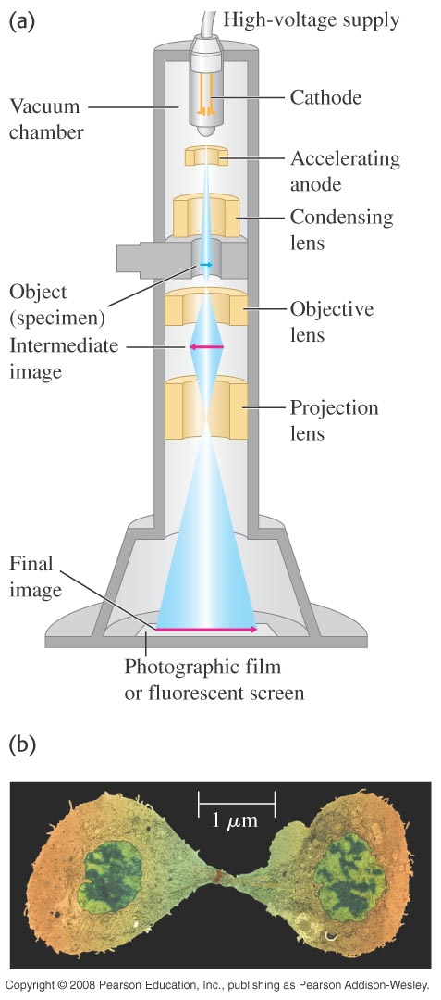 (a)
High-voltage supply
Cathode
Vacuum
chamber
Accelerating
anode
Condensing
lens
Object
(specimen)
Objective
lens
Intermediate
image
Projection
lens
Final
image
Photographic film
or fluorescent screen
(b)
1 μm
Copyright © 2008 Pearson Education, Inc., publishing as Pearson Addison-Wesley.